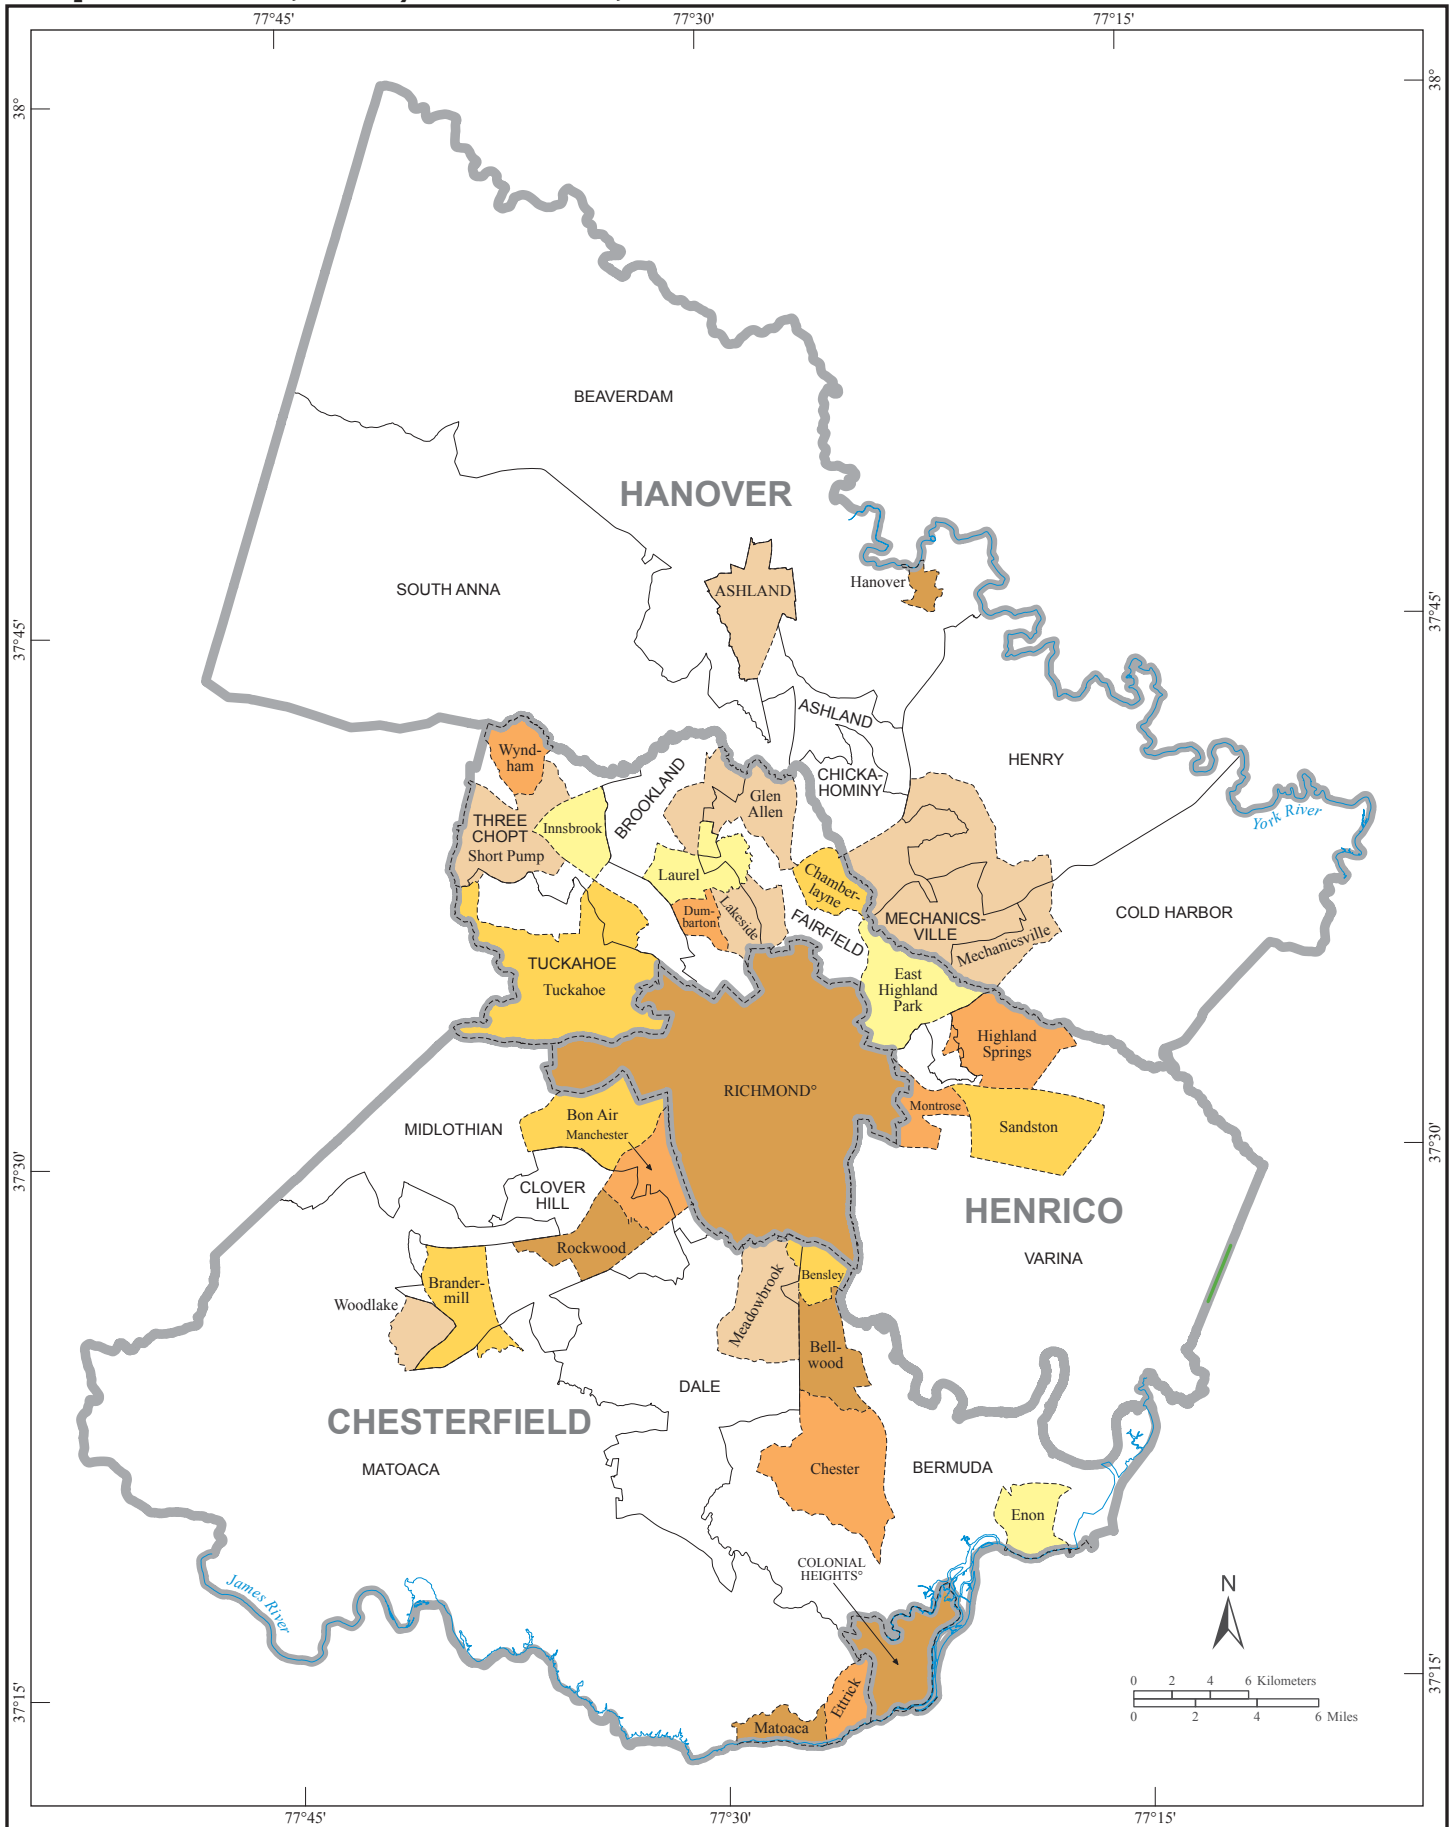 77°45'
77°30'
77°15'
38°
38°
BEAVERDAM
HANOVER
SOUTH ANNA
ASHLAND
Hanover
37°45'
37°45'
ASHLAND
Wynd-
ham
BROOKLAND
HENRY
CHICKA-
HOMINY
Glen
Allen
York River
THREE
CHOPT
Short Pump
Innsbrook
Laurel
Chamber-
layne
Dum-
barton
Lakeside
FAIRFIELD
MECHANICS-
VILLE
Mechanicsville
COLD HARBOR
TUCKAHOE
Tuckahoe
East
Highland
Park
Highland
Springs
RICHMOND°
Montrose
Sandston
MIDLOTHIAN
Bon Air
Manchester
37°30'
37°30'
CLOVER
HILL
HENRICO
VARINA
Rockwood
Brander-
mill
Woodlake
Meadowbrook
Bensley
Bell-
wood
DALE
CHESTERFIELD
MATOACA
Chester
BERMUDA
Enon
COLONIAL
HEIGHTS°
James River
N
0 2 4 6 Kilometers
0 2 4 6 Miles
37°15'
37°15'
Ettrick
Matoaca
77°45'
77°30'
77°15'